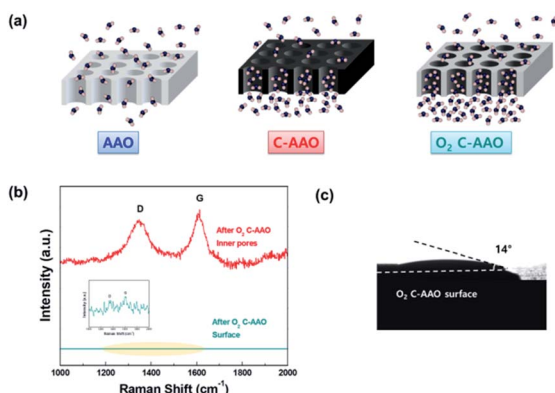 (a)
AAO
C-AAO
O₂ C-AAO
(b)
D
G
After O₂ C-AAO
Inner pores
After O₂ C-AAO
Surface
Intensity (a.u.)
1000 1200 1400 1600 1800 2000
Raman Shift (cm⁻¹)
(c)
14°
O₂ C-AAO surface